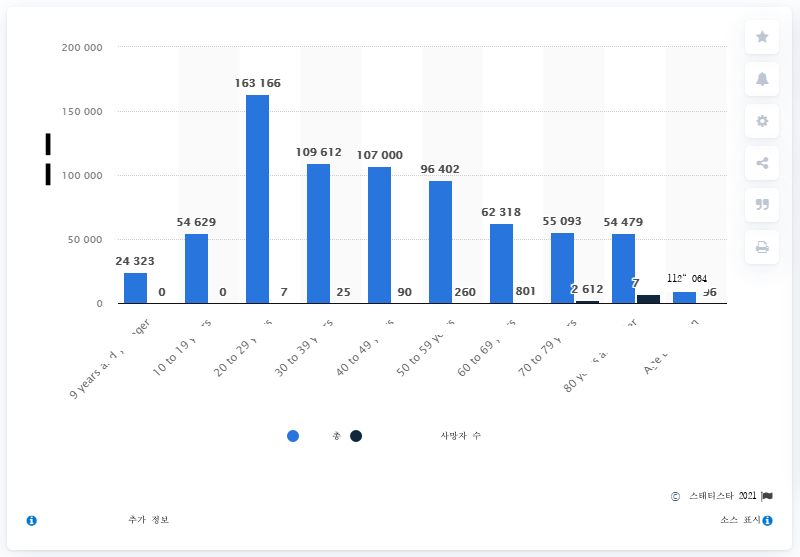 200 000
150 000
100 000
50 000
0
24 323
0
54 629
0
163 166
7
109 612
25
107 000
90
96 402
260
62 318
801
55 093
2 612
54 479
7
10 to 19
20 to 29
30 to 39
40 to 49
50 to 59
60 to 69
70 to 79
총
사망자 수
© 스태티스타 2021
추가 정보
소스 표시